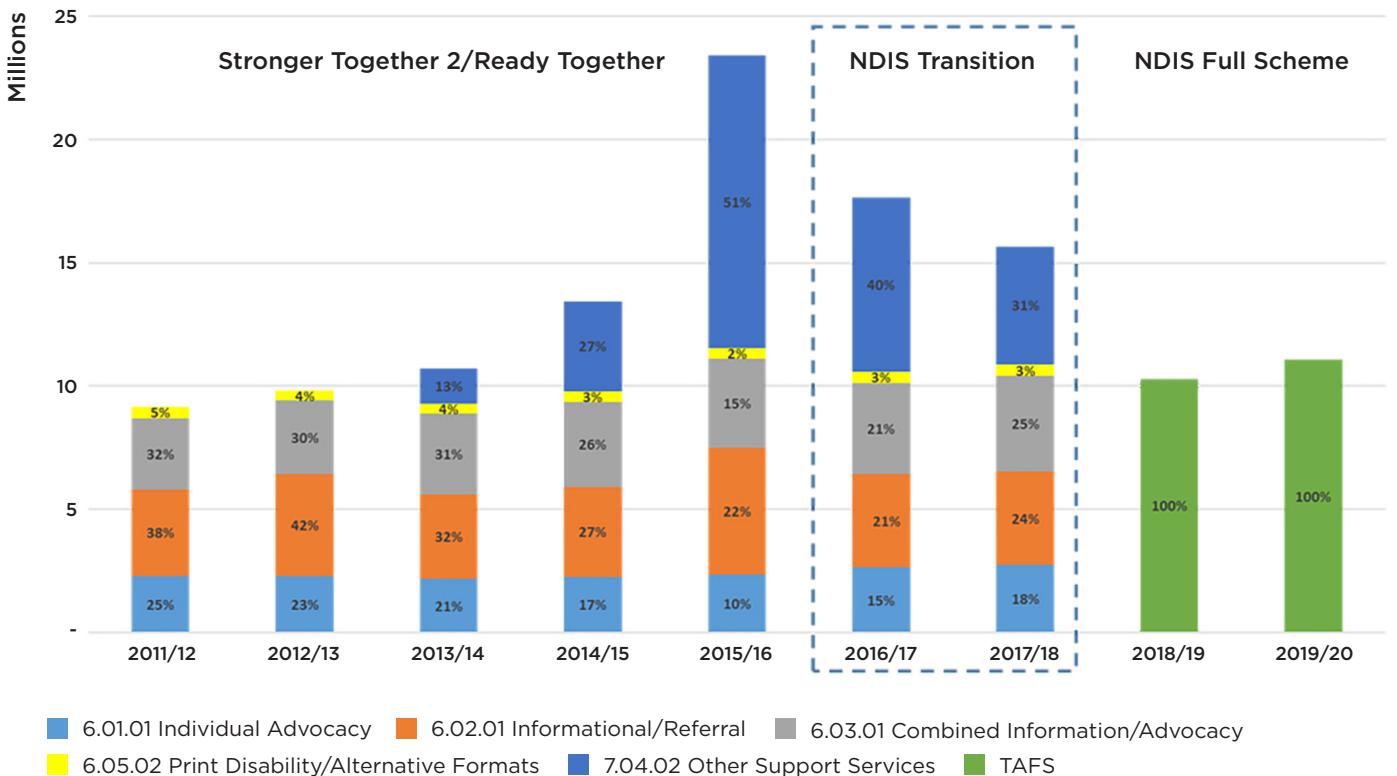 Millions
25
Stronger Together 2/Ready Together NDIS Transition NDIS Full Scheme
20
51%
15
40%
31%
27%
2%
10
13%
3%
3%
5% 4% 4% 3%
15%
32% 30% 31% 26% 21% 25%
5
38% 42% 32% 27% 22% 21% 24% 100% 100%
25% 23% 21% 17% 10% 15% 18%
-
2011/12 2012/13 2013/14 2014/15 2015/16 2016/17 2017/18 2018/19 2019/20
6.01.01 Individual Advocacy 6.02.01 Informational/Referral 6.03.01 Combined Information/Advocacy
6.05.02 Print Disability/Alternative Formats 7.04.02 Other Support Services TAFS